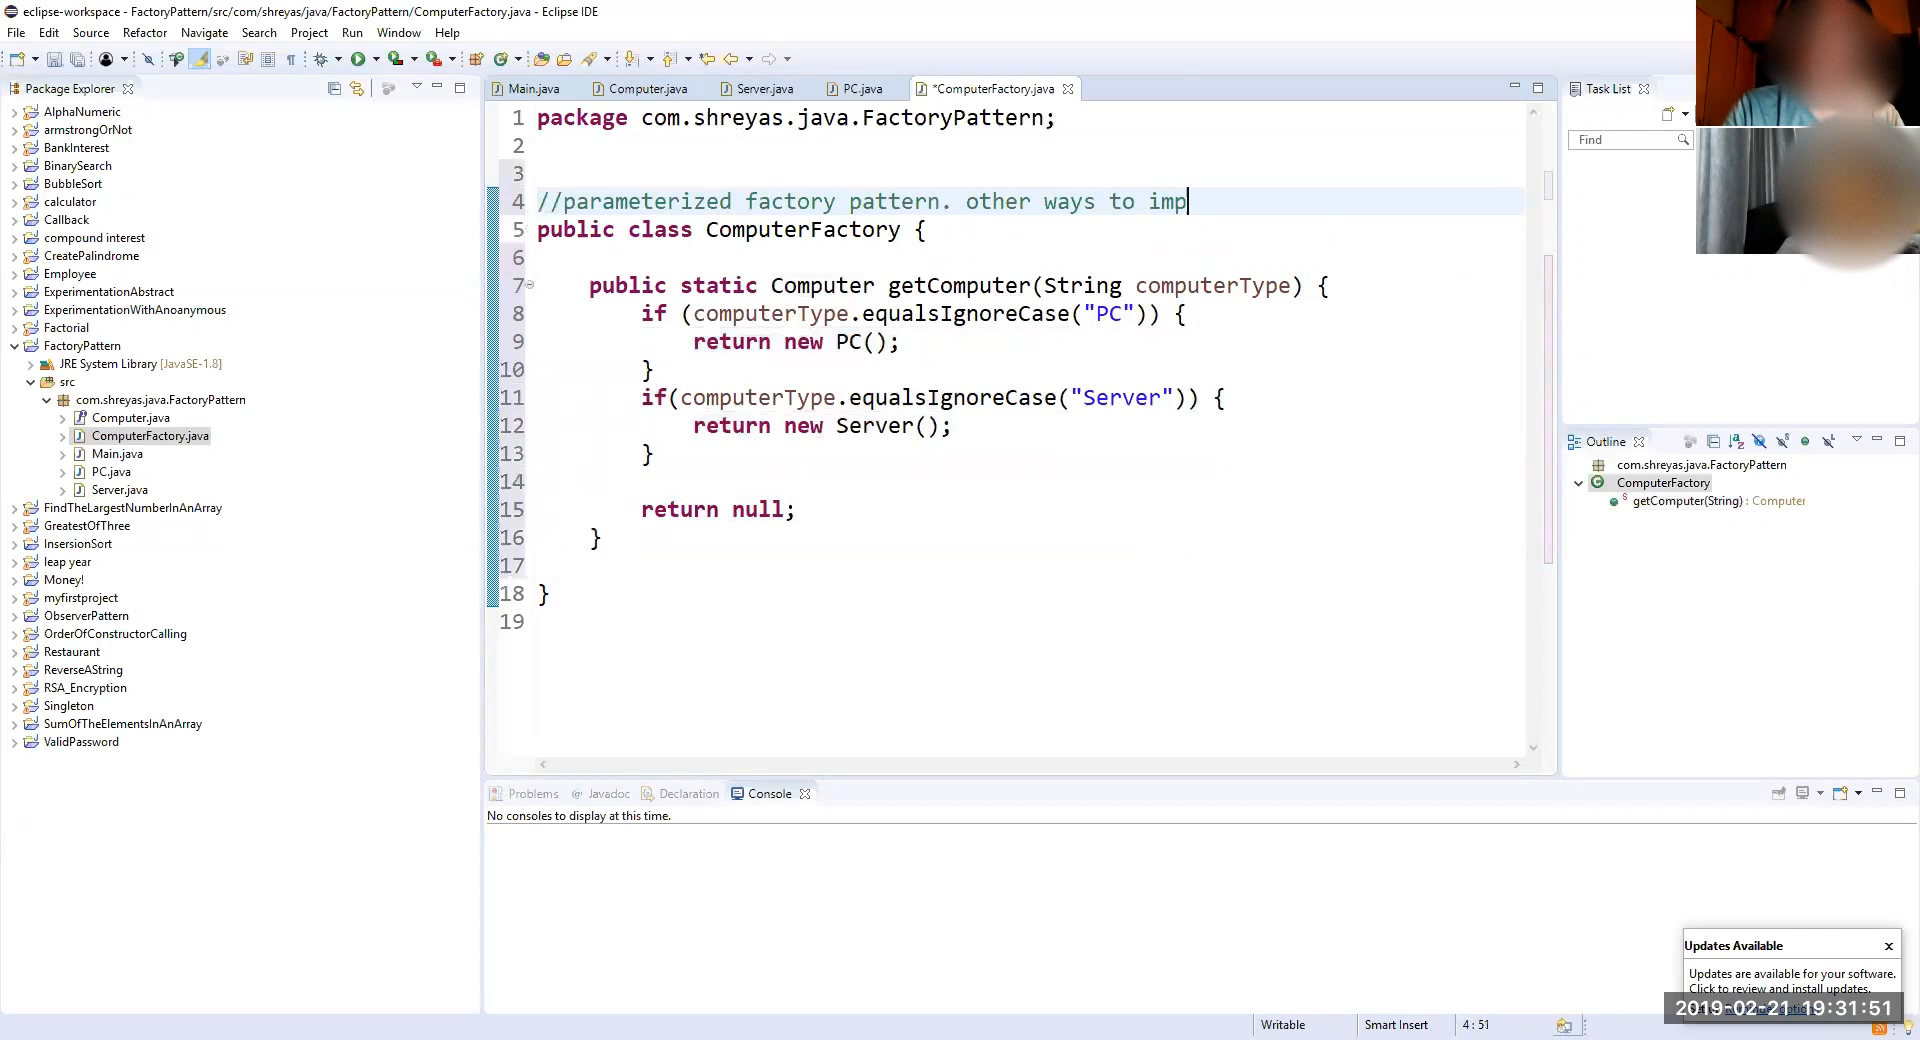 eclipse-workspace - FactoryPattern/src/com/shreyas/java/FactoryPattern/ComputerFactory.java - Eclipse IDE
File Edit Source Refactor Navigate Search Project Run Window Help
Package Explorer
AlphaNumeric
armstrongOrNot
BankInterest
BinarySearch
BubbleSort
calculator
Callback
compound interest
CreatePalindrome
Employee
ExperimentationAbstract
ExperimentationWithAnoanymous
Factorial
FactoryPattern
JRE System Library [JavaSE-1.8]
src
com.shreyas.java.FactoryPattern
Computer.java
ComputerFactory.java
Main.java
PC.java
Server.java
FindTheLargestNumberInAnArray
GreatestOfThree
InsersionSort
leap year
Money!
myfirstproject
ObserverPattern
OrderOfConstructorCalling
Restaurant
ReverseAString
RSA_Encryption
Singleton
SumOfTheElementsInAnArray
ValidPassword
Main.java Computer.java Server.java PC.java *ComputerFactory.java
1 package com.shreyas.java.FactoryPattern;
2
3
4 //parameterized factory pattern. other ways to imp
5 public class ComputerFactory {
6
7 public static Computer getComputer(String computerType) {
8 if (computerType.equalsIgnoreCase("PC")) {
9 return new PC();
10 }
11 if(computerType.equalsIgnoreCase("Server")) {
12 return new Server();
13 }
14
15 return null;
16 }
17
18 }
19
Task List
Find
Outline
com.shreyas.java.FactoryPattern
ComputerFactory
getComputer(String) : Computer
Problems Javadoc Declaration Console
No consoles to display at this time.
Updates Available
Updates are available for your software.
Click to review and install updates.
2019-02-21 19:31:51
Writable Smart Insert 4 : 51